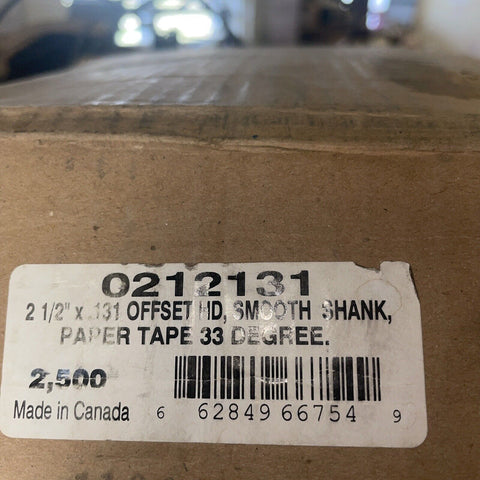 0212131
2 1/2" x .131 OFFSET HD, SMOOTH SHANK,
PAPER TAPE 33 DEGREE.
2,500
Made in Canada
6 62849 66754 9